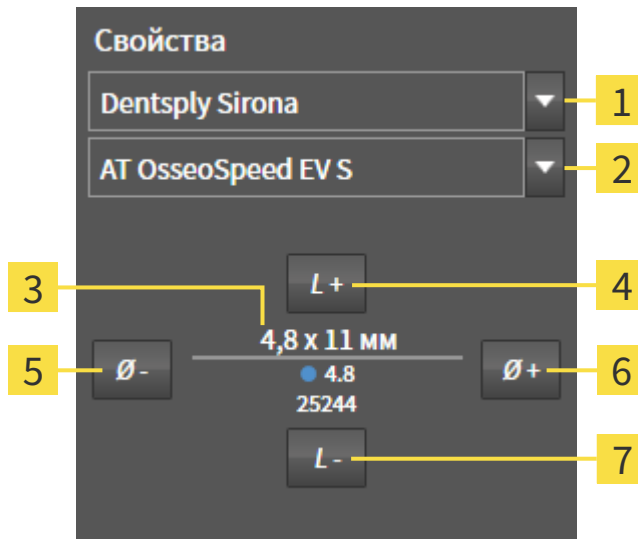 Свойства
Dentsply Sirona
1
AT OsseoSpeed EV S
2
L +
4
3
4,8 x 11 мм
5
Ø -
4.8
Ø +
6
25244
L -
7